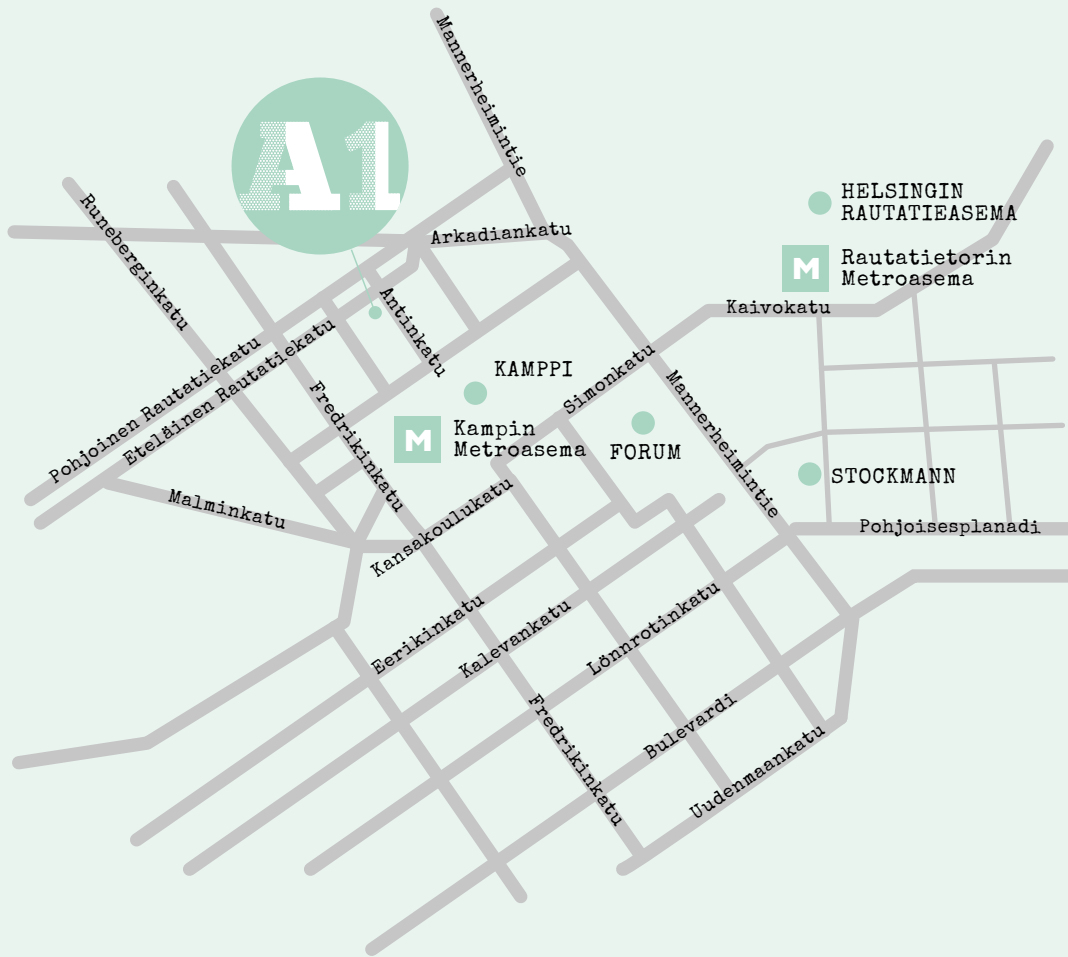 Mannerheimintie
A1
HELSINGIN
RAUTATIEASEMA
Runeberginkatu
Arkadiankatu
Rautatietorin
Metroasema
M
Antinkatu
Kaivokatu
Pohjoinen Rautatiekatu
Eteläinen Rautatiekatu
Simonkatu
KAMPPI
Mannerheimintie
Fredrikinkatu
M
Kampin
Metroasema
FORUM
STOCKMANN
Malminkatu
Kansakoulukatu
Pohjoisesplanadi
Eerikinkatu
Kalevankatu
Lönnrotinkatu
Fredrikinkatu
Bulevardi
Uudenmaankatu